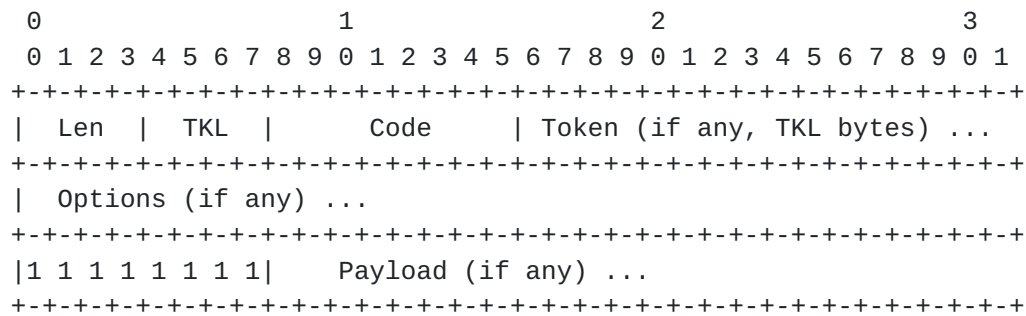 0                   1                   2                   3
 0 1 2 3 4 5 6 7 8 9 0 1 2 3 4 5 6 7 8 9 0 1 2 3 4 5 6 7 8 9 0 1
+-+-+-+-+-+-+-+-+-+-+-+-+-+-+-+-+-+-+-+-+-+-+-+-+-+-+-+-+-+-+-+-+
|  Len  |  TKL  |      Code     | Token (if any, TKL bytes) ...
+-+-+-+-+-+-+-+-+-+-+-+-+-+-+-+-+-+-+-+-+-+-+-+-+-+-+-+-+-+-+-+-+
|  Options (if any) ...
+-+-+-+-+-+-+-+-+-+-+-+-+-+-+-+-+-+-+-+-+-+-+-+-+-+-+-+-+-+-+-+-+
|1 1 1 1 1 1 1 1|    Payload (if any) ...
+-+-+-+-+-+-+-+-+-+-+-+-+-+-+-+-+-+-+-+-+-+-+-+-+-+-+-+-+-+-+-+-+